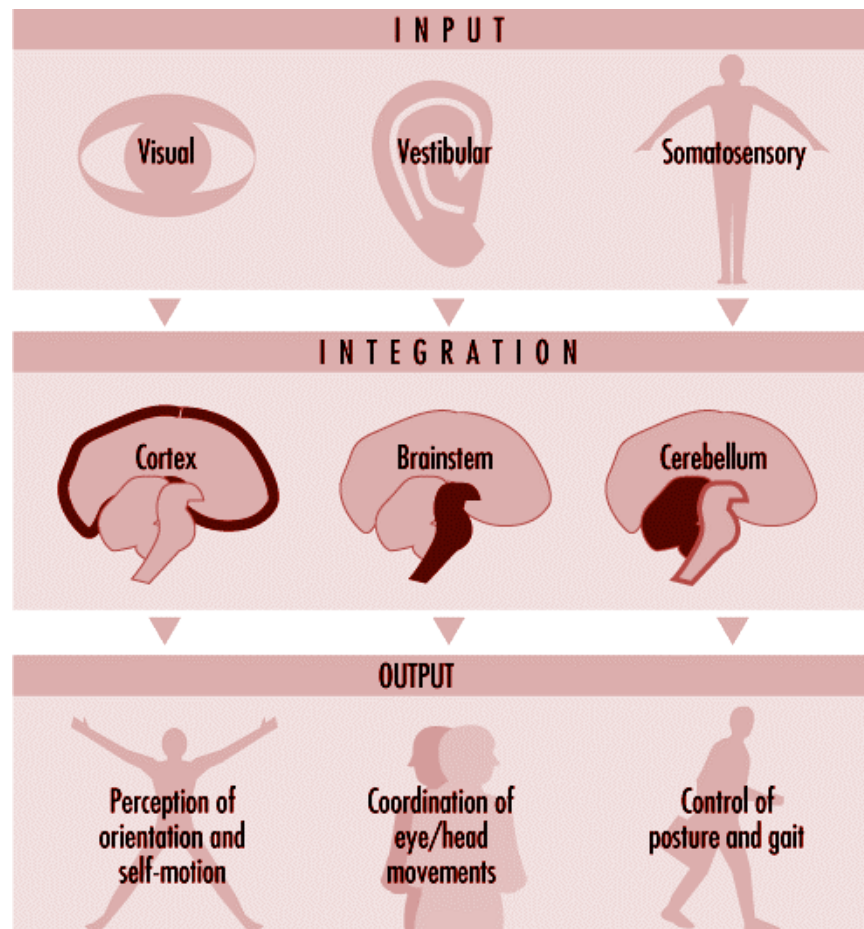 INPUT
Visual
Vestibular
Somatosensory
INTEGRATION
Cortex
Brainstem
Cerebellum
OUTPUT
Perception of
orientation and
self-motion
Coordination of
eye/head
movements
Control of
posture and gait